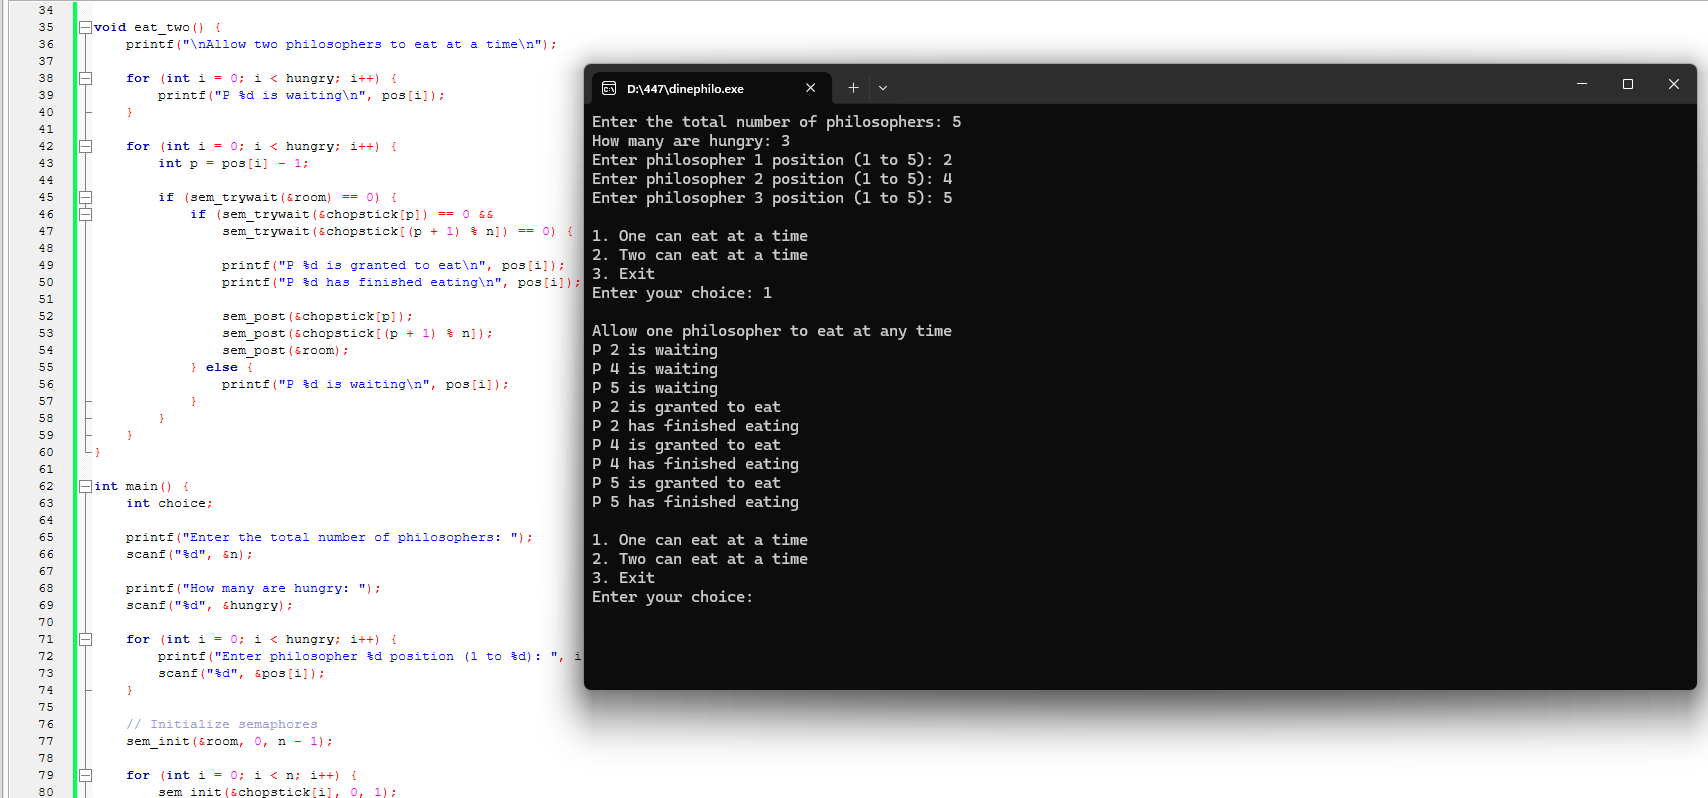 34
35 void eat_two() {
36 printf("\nAllow two philosophers to eat at a time\n");
37
38 for (int i = 0; i < hungry; i++) {
39 printf("P %d is waiting\n", pos[i]);
40 }
41
42 for (int i = 0; i < hungry; i++) {
43 int p = pos[i] - 1;
44
45 if (sem_trywait(&room) == 0) {
46 if (sem_trywait(&chopstick[p]) == 0 &&
47 sem_trywait(&chopstick[(p + 1) % n]) == 0) {
48
49 printf("P %d is granted to eat\n", pos[i]);
50 printf("P %d has finished eating\n", pos[i]);
51
52 sem_post(&chopstick[p]);
53 sem_post(&chopstick[(p + 1) % n]);
54 sem_post(&room);
55 } else {
56 printf("P %d is waiting\n", pos[i]);
57 }
58 }
59 }
60 }
61
62 int main() {
63 int choice;
64
65 printf("Enter the total number of philosophers: ");
66 scanf("%d", &n);
67
68 printf("How many are hungry: ");
69 scanf("%d", &hungry);
70
71 for (int i = 0; i < hungry; i++) {
72 printf("Enter philosopher %d position (1 to %d): ", i
73 scanf("%d", &pos[i]);
74 }
75
76 // Initialize semaphores
77 sem_init(&room, 0, n - 1);
78
79 for (int i = 0; i < n; i++) {
80 sem_init(&chopstick[i], 0, 1);
D:\447\dinephilo.exe
Enter the total number of philosophers: 5
How many are hungry: 3
Enter philosopher 1 position (1 to 5): 2
Enter philosopher 2 position (1 to 5): 4
Enter philosopher 3 position (1 to 5): 5
1. One can eat at a time
2. Two can eat at a time
3. Exit
Enter your choice: 1
Allow one philosopher to eat at any time
P 2 is waiting
P 4 is waiting
P 5 is waiting
P 2 is granted to eat
P 2 has finished eating
P 4 is granted to eat
P 4 has finished eating
P 5 is granted to eat
P 5 has finished eating
1. One can eat at a time
2. Two can eat at a time
3. Exit
Enter your choice: